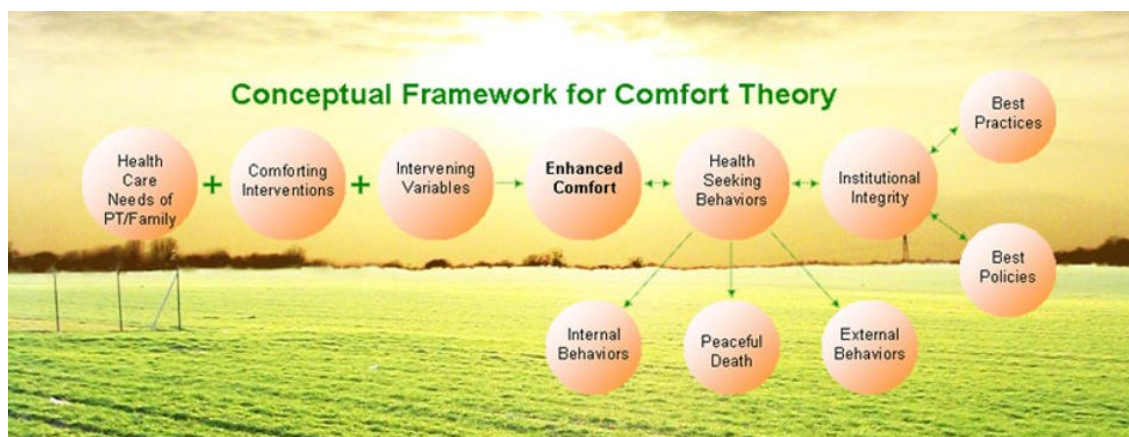 Conceptual Framework for Comfort Theory
Health
Care
Needs of
PT/Family
+
Comforting
Interventions
+
Intervening
Variables
Enhanced
Comfort
Health
Seeking
Behaviors
Institutional
Integrity
Best
Practices
Best
Policies
Internal
Behaviors
Peaceful
Death
External
Behaviors